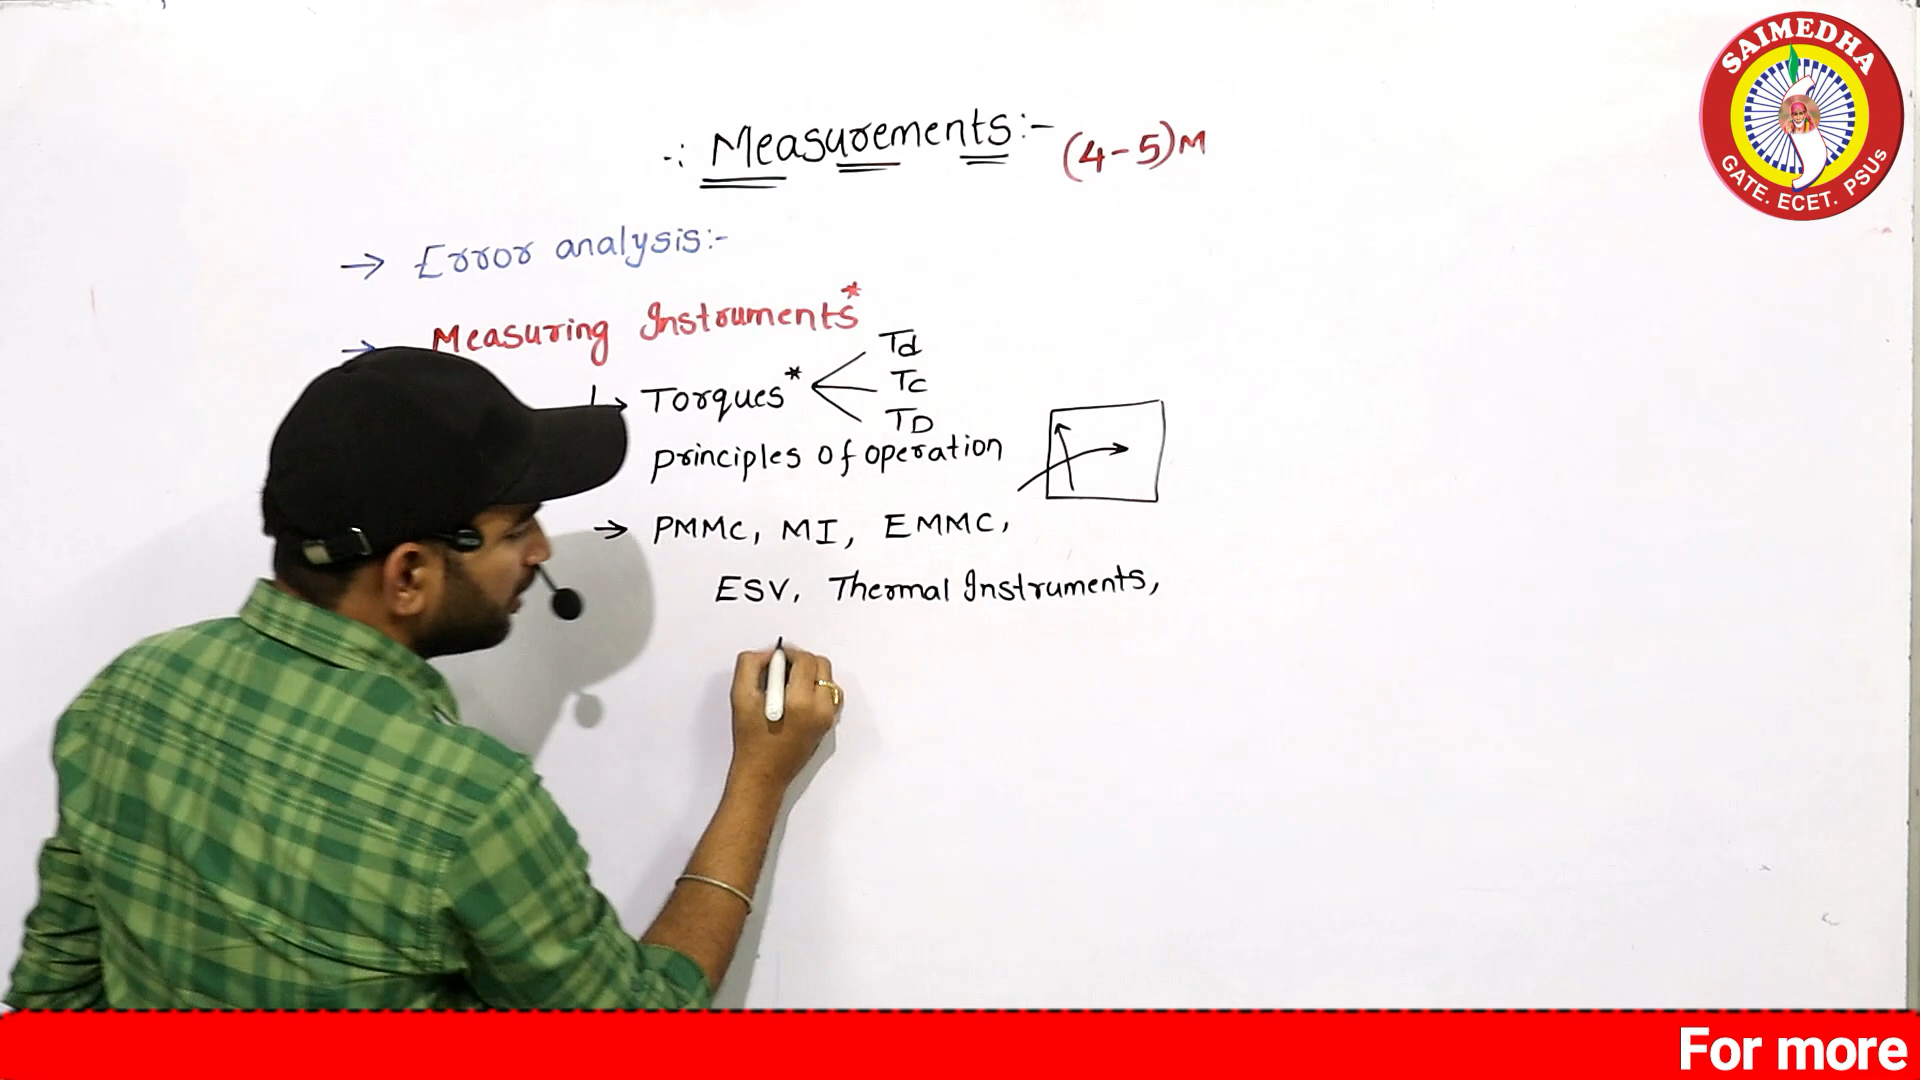 SAIMEDHA
GATE. ECET. PSUs
.: Measurements:- (4-5)M
→ Error analysis:-
→ Measuring Instruments*
↳ Torques* Td
Tc
TD
principles of operation
→ PMMC, MI, EMMC,
ESV, Thermal Instruments,
For more